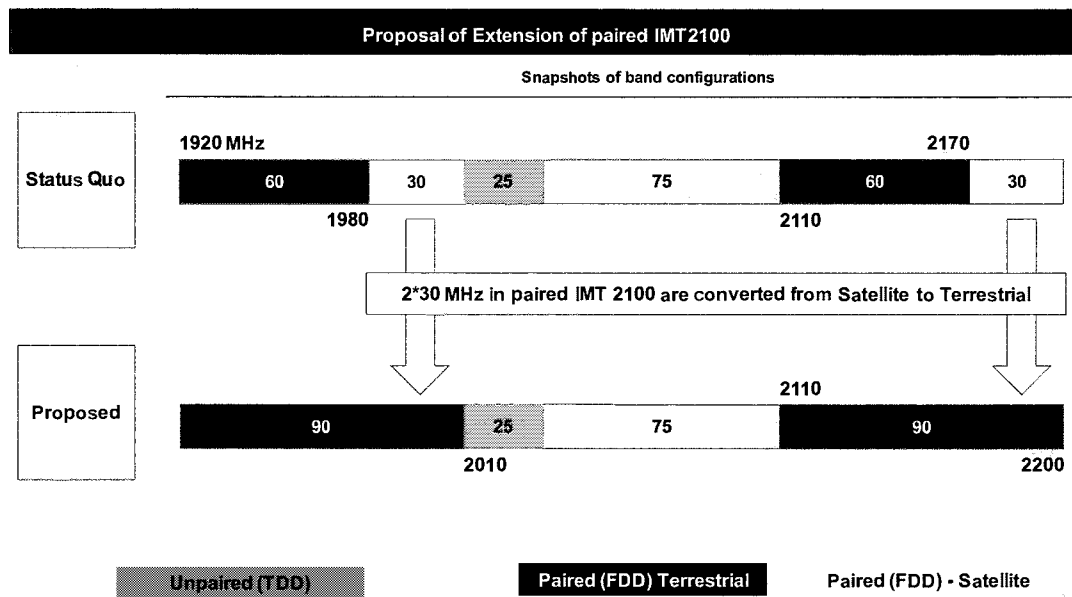 Proposal of Extension of paired IMT2100
Snapshots of band configurations
Status Quo
1920 MHz
2170
60
30
25
75
60
30
1980
2110
2*30 MHz in paired IMT 2100 are converted from Satellite to Terrestrial
Proposed
2110
90
25
75
90
2010
2200
Unpaired (TDD)
Paired (FDD) Terrestrial
Paired (FDD) - Satellite